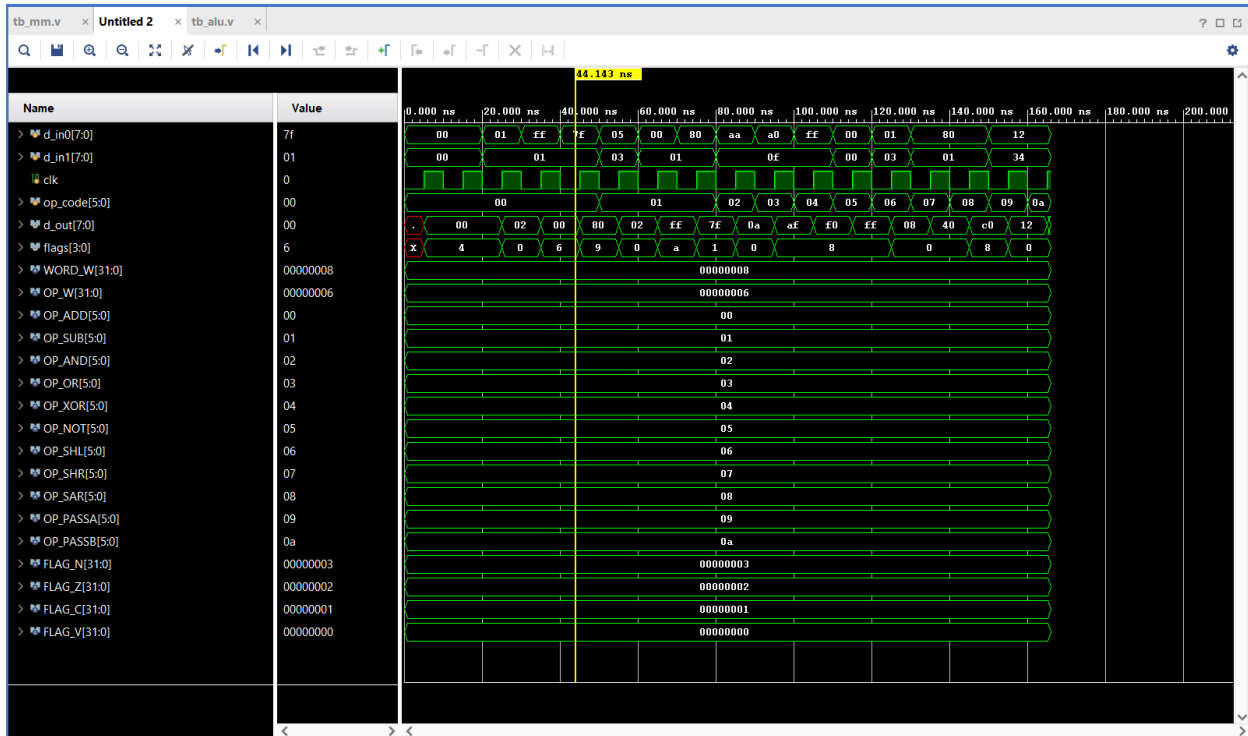 tb_mm.v × Untitled 2 × tb_alu.v × ?
44.143 ns
Name Value 0.000 ns 20.000 ns 40.000 ns 60.000 ns 80.000 ns 100.000 ns 120.000 ns 140.000 ns 160.000 ns 180.000 ns 200.000
d_in0[7:0] 7f 00 01 ff 7f 05 00 80 aa a0 ff 00 01 80 12
d_in1[7:0] 01 00 01 03 01 0f 00 03 01 34
clk 0
op_code[5:0] 00 00 01 02 03 04 05 06 07 08 09 0a
d_out[7:0] 00 . 00 02 00 80 02 ff 7f 0a af f0 ff 08 40 c0 12
flags[3:0] 6 X 4 0 6 9 0 a 1 0 8 0 8 0
WORD_W[31:0] 00000008 00000008
OP_W[31:0] 00000006 00000006
OP_ADD[5:0] 00 00
OP_SUB[5:0] 01 01
OP_AND[5:0] 02 02
OP_OR[5:0] 03 03
OP_XOR[5:0] 04 04
OP_NOT[5:0] 05 05
OP_SHL[5:0] 06 06
OP_SHR[5:0] 07 07
OP_SAR[5:0] 08 08
OP_PASSA[5:0] 09 09
OP_PASSB[5:0] 0a 0a
FLAG_N[31:0] 00000003 00000003
FLAG_Z[31:0] 00000002 00000002
FLAG_C[31:0] 00000001 00000001
FLAG_V[31:0] 00000000 00000000